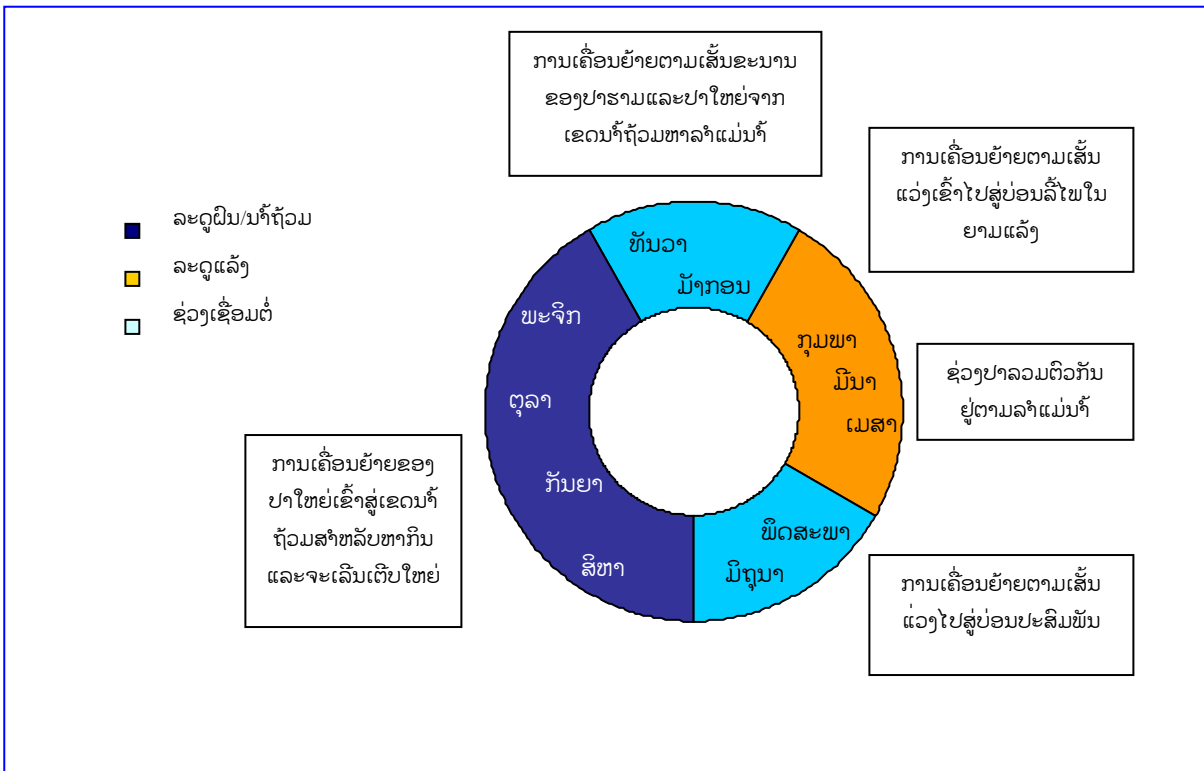 ການເຄື່ອນຍ້າຍຕາມເສັ້ນຂະນານ
ຂອງປາຮາມແລະປາໃຫຍ່ຈາກ
ເຂດນ້ຳຖ້ວມຫາລຳແມ່ນ້ຳ
ການເຄື່ອນຍ້າຍຕາມເສັ້ນ
ແວ່ງເຂົ້າໄປສູ່ບ່ອນລີ້ໄພໃນ
ຍາມແລ້ງ
ລະດູຝົນ/ນ້ຳຖ້ວມ
ລະດູແລ້ງ
ຊ່ວງເຊື່ອມຕໍ່
ທັນວາ
ມັງກອນ
ພະຈິກ
ກຸມພາ
ມີນາ
ເມສາ
ຕຸລາ
ກັນຍາ
ສິຫາ
ພຶດສະພາ
ມິຖຸນາ
ຊ່ວງປາລວມຕົວກັນ
ຢູ່ຕາມລຳແມ່ນ້ຳ
ການເຄື່ອນຍ້າຍຂອງ
ປາໃຫຍ່ເຂົ້າສູ່ເຂດນ້ຳ
ຖ້ວມສຳຫລັບຫາກິນ
ແລະຈະເລີນເຕີບໃຫຍ່
ການເຄື່ອນຍ້າຍຕາມເສັ້ນ
ແວ່ງໄປສູ່ບ່ອນປະສົມພັນ